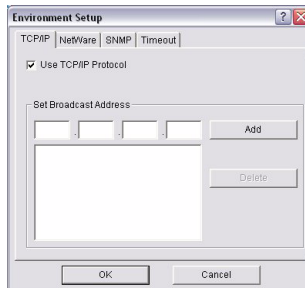 Environment Setup
TCP/IP NetWare SNMP Timeout
Use TCP/IP Protocol
Set Broadcast Address
. . . Add
Delete
OK Cancel